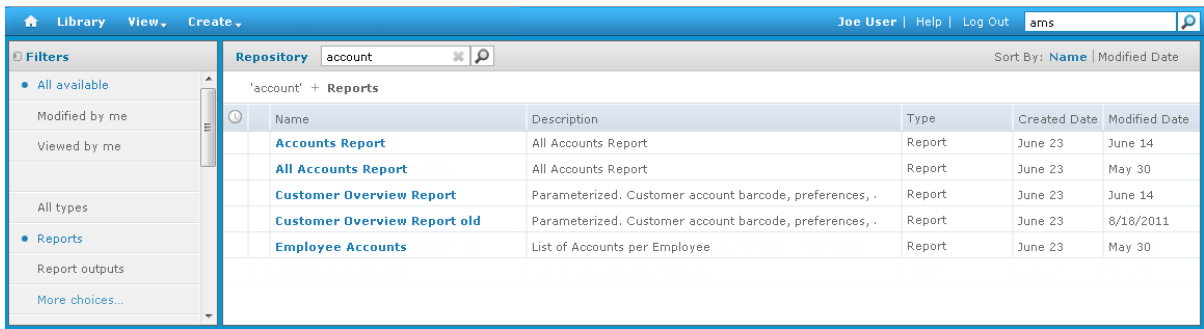 Library View Create Joe User | Help | Log Out ams
Filters
All available
Modified by me
Viewed by me
All types
Reports
Report outputs
More choices...
Repository account Sort By: Name | Modified Date
'account' + Reports
Name Description Type Created Date Modified Date
Accounts Report All Accounts Report Report June 23 June 14
All Accounts Report All Accounts Report Report June 23 May 30
Customer Overview Report Parameterized. Customer account barcode, preferences, . Report June 23 June 14
Customer Overview Report old Parameterized. Customer account barcode, preferences, . Report June 23 8/18/2011
Employee Accounts List of Accounts per Employee Report June 23 May 30